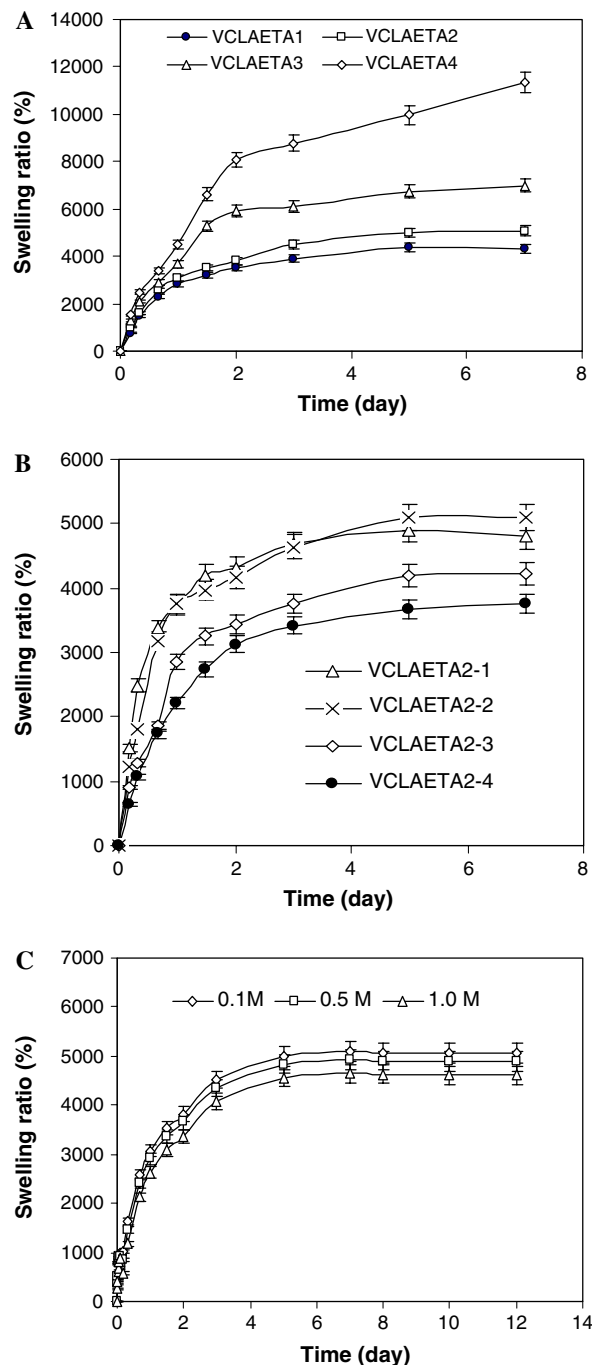 A
VCLAETA1 VCLAETA2
VCLAETA3 VCLAETA4
14000
12000
10000
8000
6000
4000
2000
0
Swelling ratio (%)
0 2 4 6 8
Time (day)
B
6000
5000
4000
3000
2000
1000
0
Swelling ratio (%)
VCLAETA2-1
VCLAETA2-2
VCLAETA2-3
VCLAETA2-4
0 2 4 6 8
Time (day)
C
7000
6000
5000
4000
3000
2000
1000
0
Swelling ratio (%)
0.1M 0.5 M 1.0 M
0 2 4 6 8 10 12 14
Time (day)